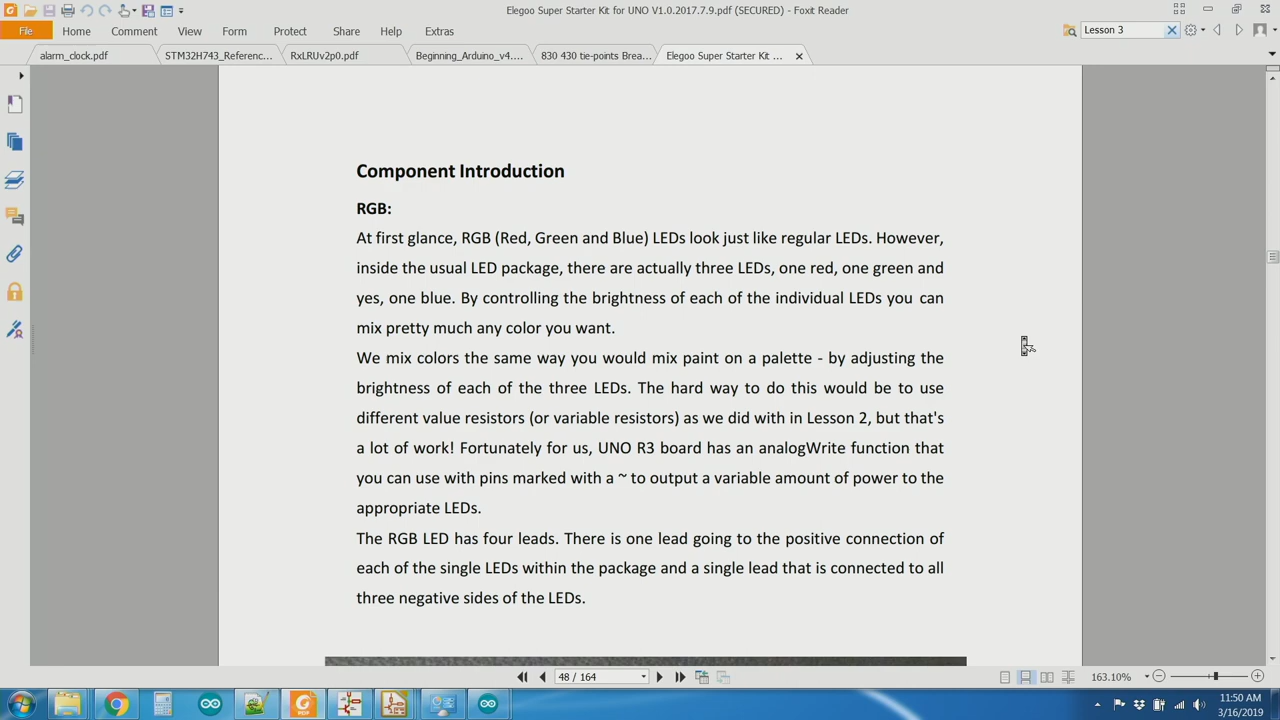 Elegoo Super Starter Kit for UNO V1.0.2017.7.9.pdf (SECURED) - Foxit Reader
File Home Comment View Form Protect Share Help Extras
Lesson 3
alarm_clock.pdf STM32H743_Referenc... RxLRUv2p0.pdf Beginning_Arduino_v4.... 830 430 tie-points Brea... Elegoo Super Starter Kit ...
Component Introduction
RGB:
At first glance, RGB (Red, Green and Blue) LEDs look just like regular LEDs. However,
inside the usual LED package, there are actually three LEDs, one red, one green and
yes, one blue. By controlling the brightness of each of the individual LEDs you can
mix pretty much any color you want.
We mix colors the same way you would mix paint on a palette - by adjusting the
brightness of each of the three LEDs. The hard way to do this would be to use
different value resistors (or variable resistors) as we did with in Lesson 2, but that's
a lot of work! Fortunately for us, UNO R3 board has an analogWrite function that
you can use with pins marked with a ~ to output a variable amount of power to the
appropriate LEDs.
The RGB LED has four leads. There is one lead going to the positive connection of
each of the single LEDs within the package and a single lead that is connected to all
three negative sides of the LEDs.
48 / 164
163.10%
11:50 AM
3/16/2019